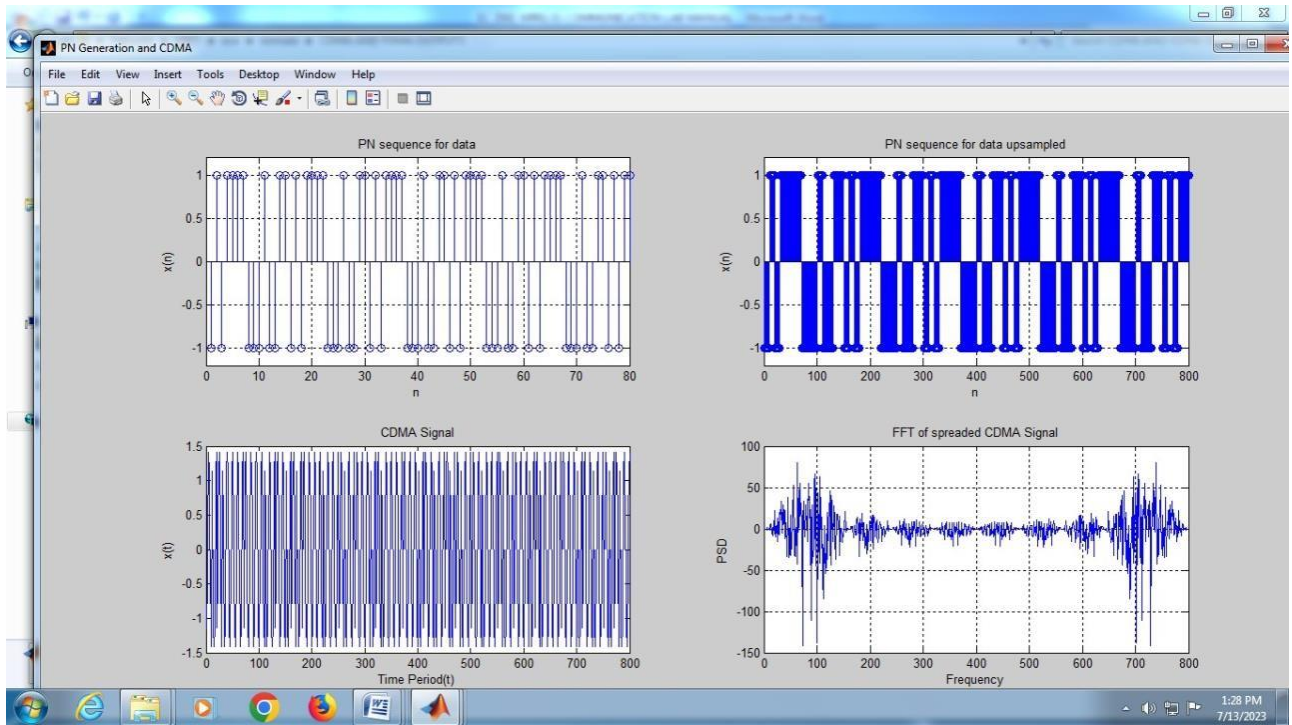 PN Generation and CDMA
File Edit View Insert Tools Desktop Window Help
PN sequence for data
1
0.5
0
-0.5
-1
x(n)
0 10 20 30 40 50 60 70 80
n
PN sequence for data upsampled
1
0.5
0
-0.5
-1
x(n)
0 100 200 300 400 500 600 700 800
n
CDMA Signal
1.5
1
0.5
0
-0.5
-1
-1.5
x(t)
0 100 200 300 400 500 600 700 800
Time Period(t)
FFT of spreaded CDMA Signal
100
50
0
-50
-100
-150
PSD
0 100 200 300 400 500 600 700 800
Frequency
1:28 PM
7/13/2023